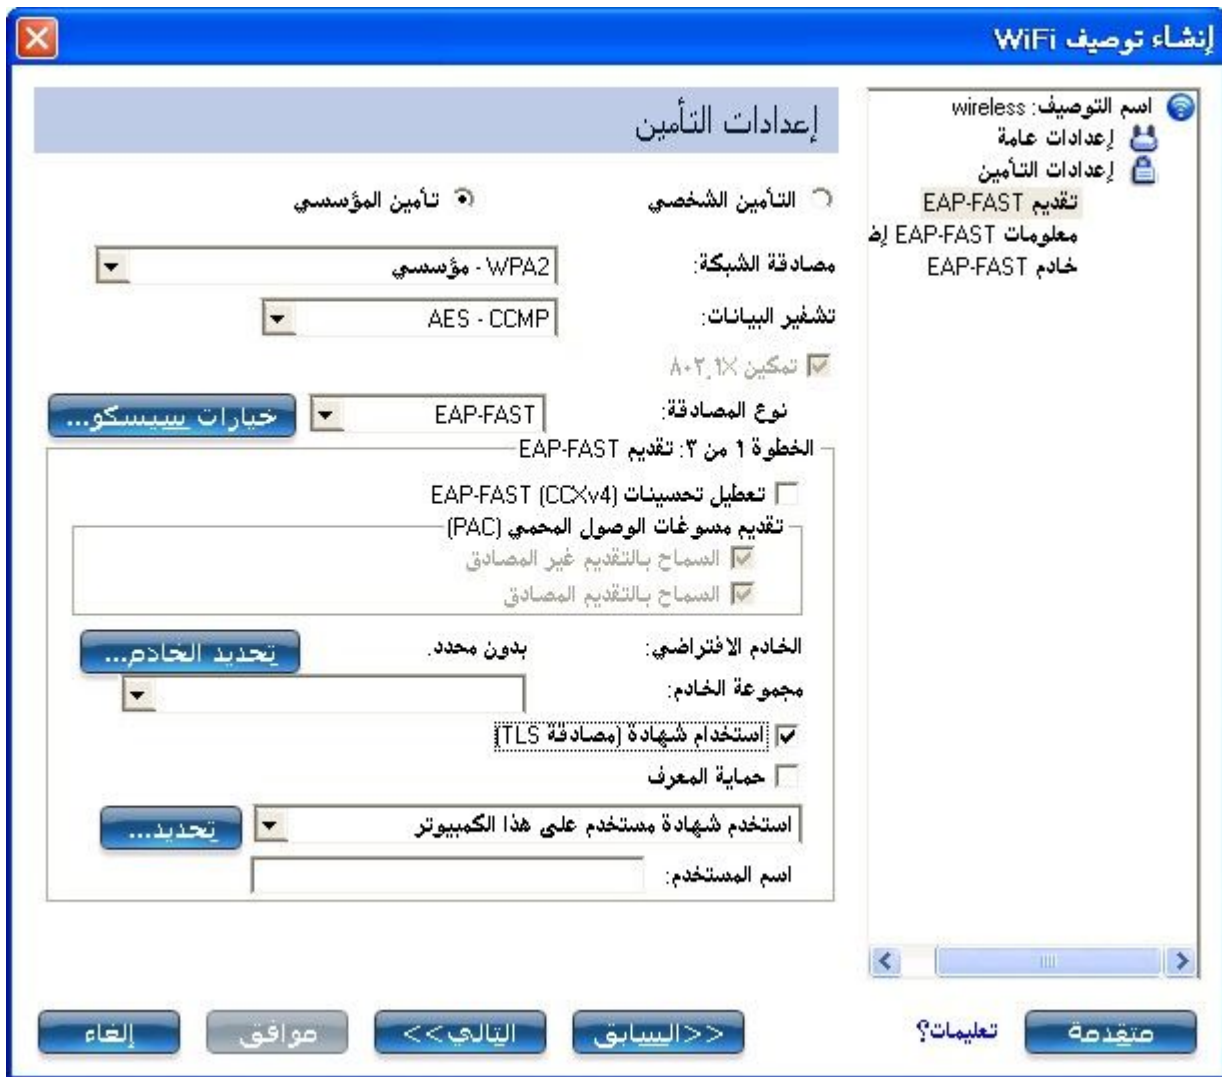 إنشاء توصيف WiFi
اسم التوصيف: wireless
إعدادات عامة
إعدادات التأمين
تقديم EAP-FAST
معلومات EAP-FAST إض
خادم EAP-FAST
إعدادات التأمين
التأمين الشخصي
تأمين المؤسسي
مصادقة الشبكة:
WPA2 - مؤسسي
تشفير البيانات:
AES - CCMP
تمكين ٨٠٢٫١X
نوع المصادقة:
EAP-FAST
خيارات سيسكو...
الخطوة ١ من ٣: تقديم EAP-FAST
تعطيل تحسينات EAP-FAST (CCXv4)
تقديم مسوغات الوصول المحمي (PAC)
السماح بالتقديم غير المصادق
السماح بالتقديم المصادق
الخادم الافتراضي:
بدون محدد.
تحديد الخادم...
مجموعة الخادم:
استخدام شهادة (مصادقة TLS)
حماية المعرف
استخدم شهادة مستخدم على هذا الكمبيوتر
تحديد...
اسم المستخدم:
متقدمة
تعليمات؟
<<السابق
التالي>>
موافق
إلغاء